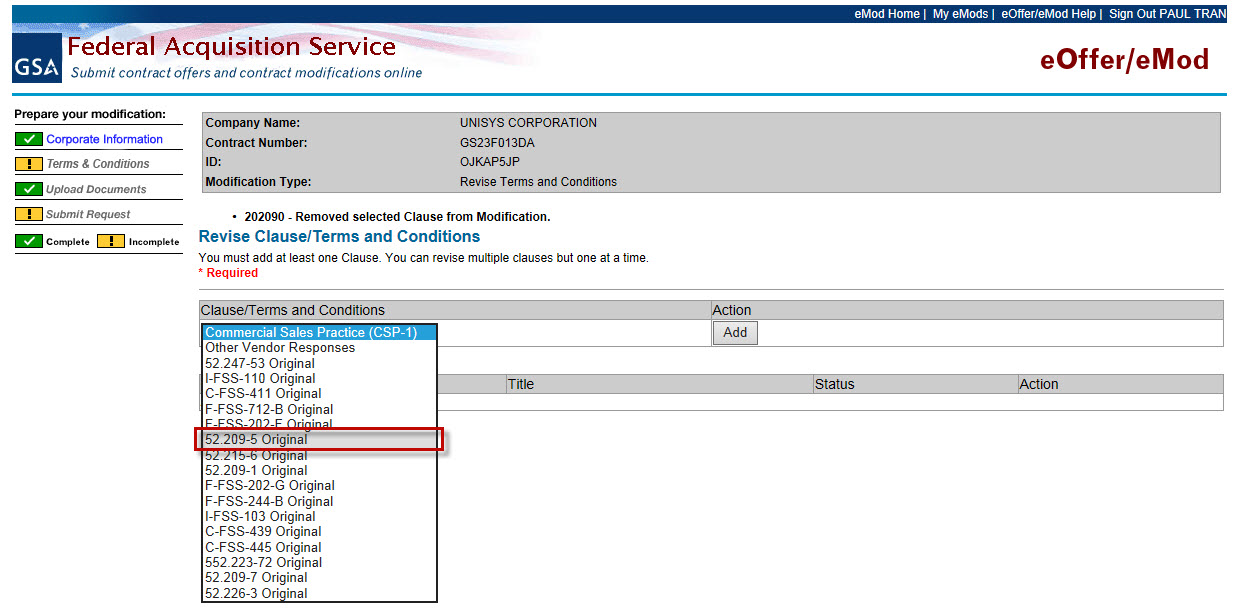 eMod Home | My eMods | eOffer/eMod Help | Sign Out PAUL TRAN
GSA
Federal Acquisition Service
Submit contract offers and contract modifications online
eOffer/eMod
Prepare your modification:
Corporate Information
! Terms & Conditions
Upload Documents
! Submit Request
Complete ! Incomplete
Company Name: UNISYS CORPORATION
Contract Number: GS23F013DA
ID: OJKAP5JP
Modification Type: Revise Terms and Conditions
• 202090 - Removed selected Clause from Modification.
Revise Clause/Terms and Conditions
You must add at least one Clause. You can revise multiple clauses but one at a time.
* Required
Clause/Terms and Conditions Action
Add
Title Status Action
Commercial Sales Practice (CSP-1)
Other Vendor Responses
52.247-53 Original
I-FSS-110 Original
C-FSS-411 Original
F-FSS-712-B Original
F-FSS-202-F Original
52.209-5 Original
52.215-6 Original
52.209-1 Original
F-FSS-202-G Original
F-FSS-244-B Original
I-FSS-103 Original
C-FSS-439 Original
C-FSS-445 Original
552.223-72 Original
52.209-7 Original
52.226-3 Original